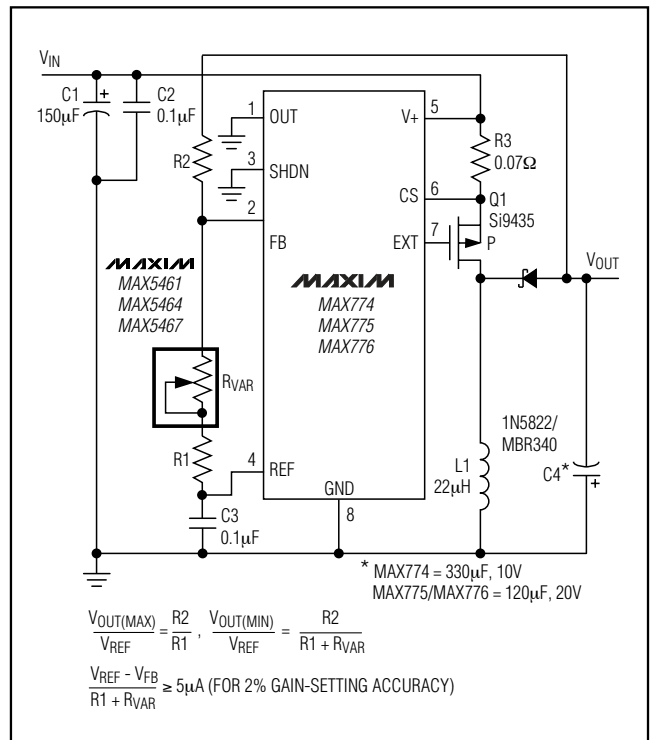 VIN
C1
150µF
+
C2
0.1µF
R2
1
OUT
3
SHDN
2
FB
V+
5
R3
0.07Ω
CS
6
Q1
Si9435
EXT
7
P
VOUT
MAXIM
MAX5461
MAX5464
MAX5467
MAXIM
MAX774
MAX775
MAX776
RVAR
R1
4
REF
C3
0.1µF
GND
8
L1
22µH
1N5822/
MBR340
C4*
+
* MAX774 = 330µF, 10V
MAX775/MAX776 = 120µF, 20V
VOUT(MAX)/VREF = R2/R1 , VOUT(MIN)/VREF = R2/R1 + RVAR
VREF - VFB/R1 + RVAR ≥ 5µA (FOR 2% GAIN-SETTING ACCURACY)